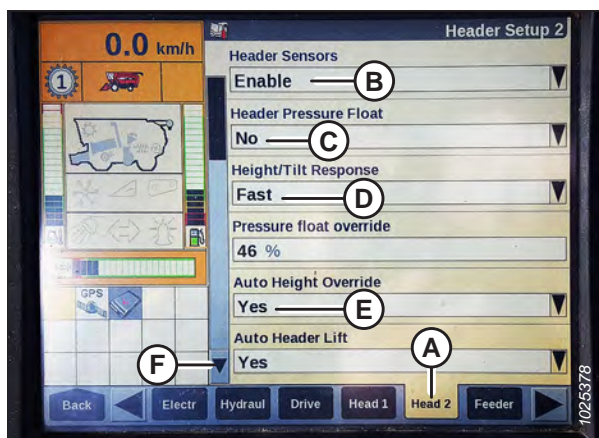 Header Setup 2
0.0 km/h
1
Header Sensors
Enable
B
Header Pressure Float
No
C
Height/Tilt Response
Fast
D
Pressure float override
46 %
Auto Height Override
Yes
E
GPS
Auto Header Lift
Yes
F
A
Back
Electr
Hydraul
Drive
Head 1
Head 2
Feeder
1025378